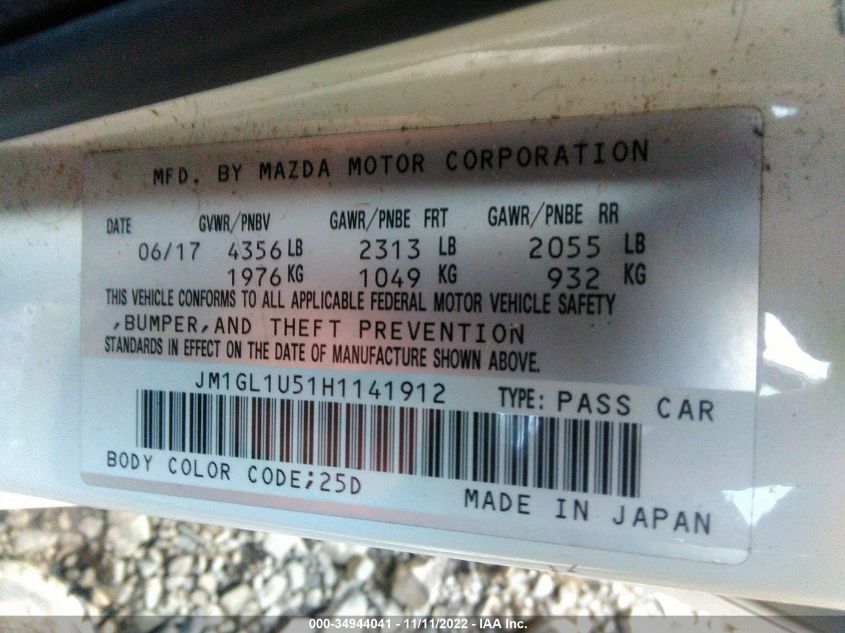 MFD. BY MAZDA MOTOR CORPORATION
DATE GVWR/PNBV GAWR/PNBE FRT GAWR/PNBE RR
06/17 4356 LB 2313 LB 2055 LB
1976 KG 1049 KG 932 KG
THIS VEHICLE CONFORMS TO ALL APPLICABLE FEDERAL MOTOR VEHICLE SAFETY
,BUMPER,AND THEFT PREVENTION
STANDARDS IN EFFECT ON THE DATE OF MANUFACTURE SHOWN ABOVE.
JM1GL1U51H1141912 TYPE: PASS CAR
BODY COLOR CODE;25D
MADE IN JAPAN
000-34944041 - 11/11/2022 - IAA Inc.